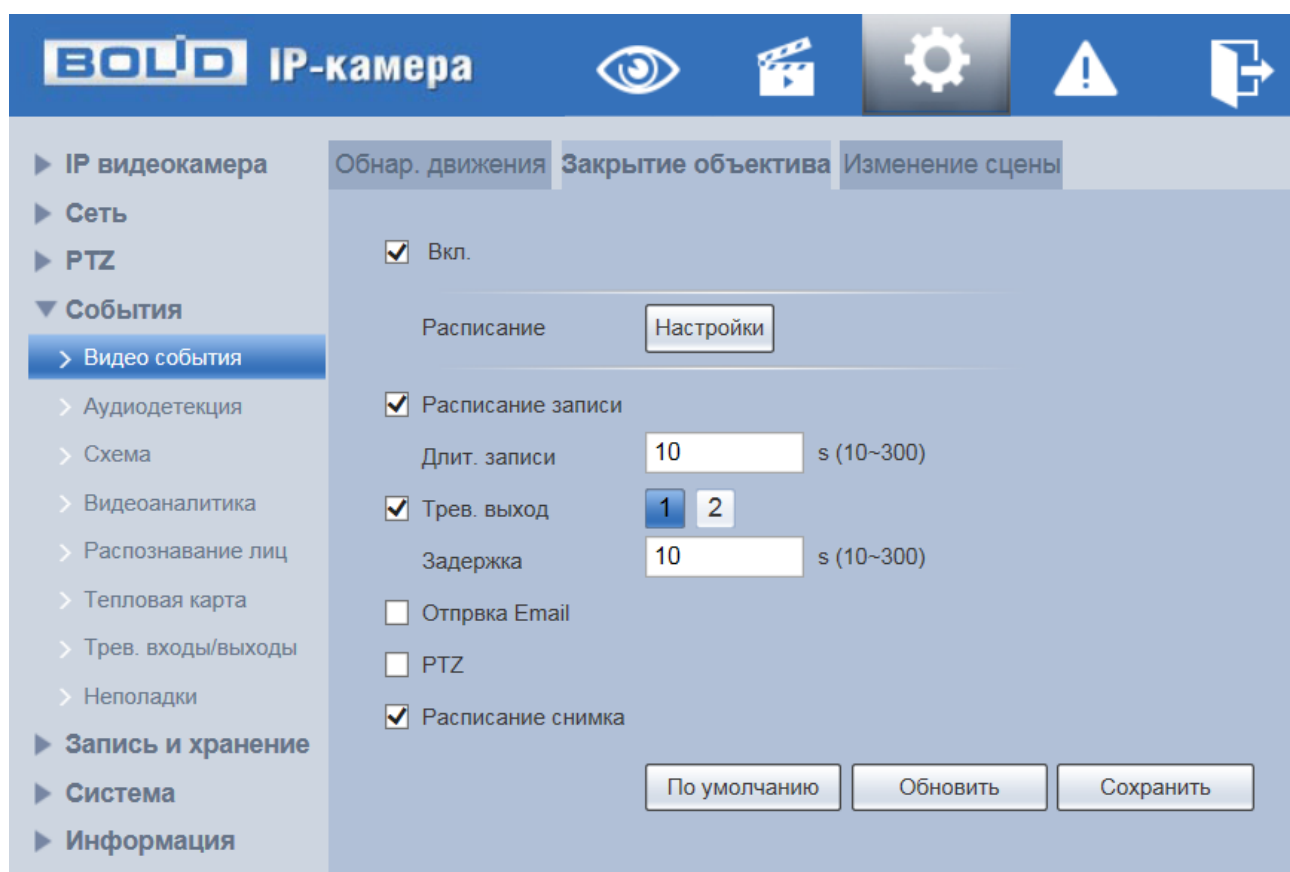 BOLID IP-камера
IP видеокамера
Сеть
PTZ
События
Видео события
Аудиодетекция
Схема
Видеоаналитика
Распознавание лиц
Тепловая карта
Трев. входы/выходы
Неполадки
Запись и хранение
Система
Информация
Обнар. движения Закрытие объектива Изменение сцены
Вкл.
Расписание Настройки
Расписание записи
Длит. записи 10 s (10~300)
Трев. выход 1 2
Задержка 10 s (10~300)
Отпрвка Email
PTZ
Расписание снимка
По умолчанию Обновить Сохранить